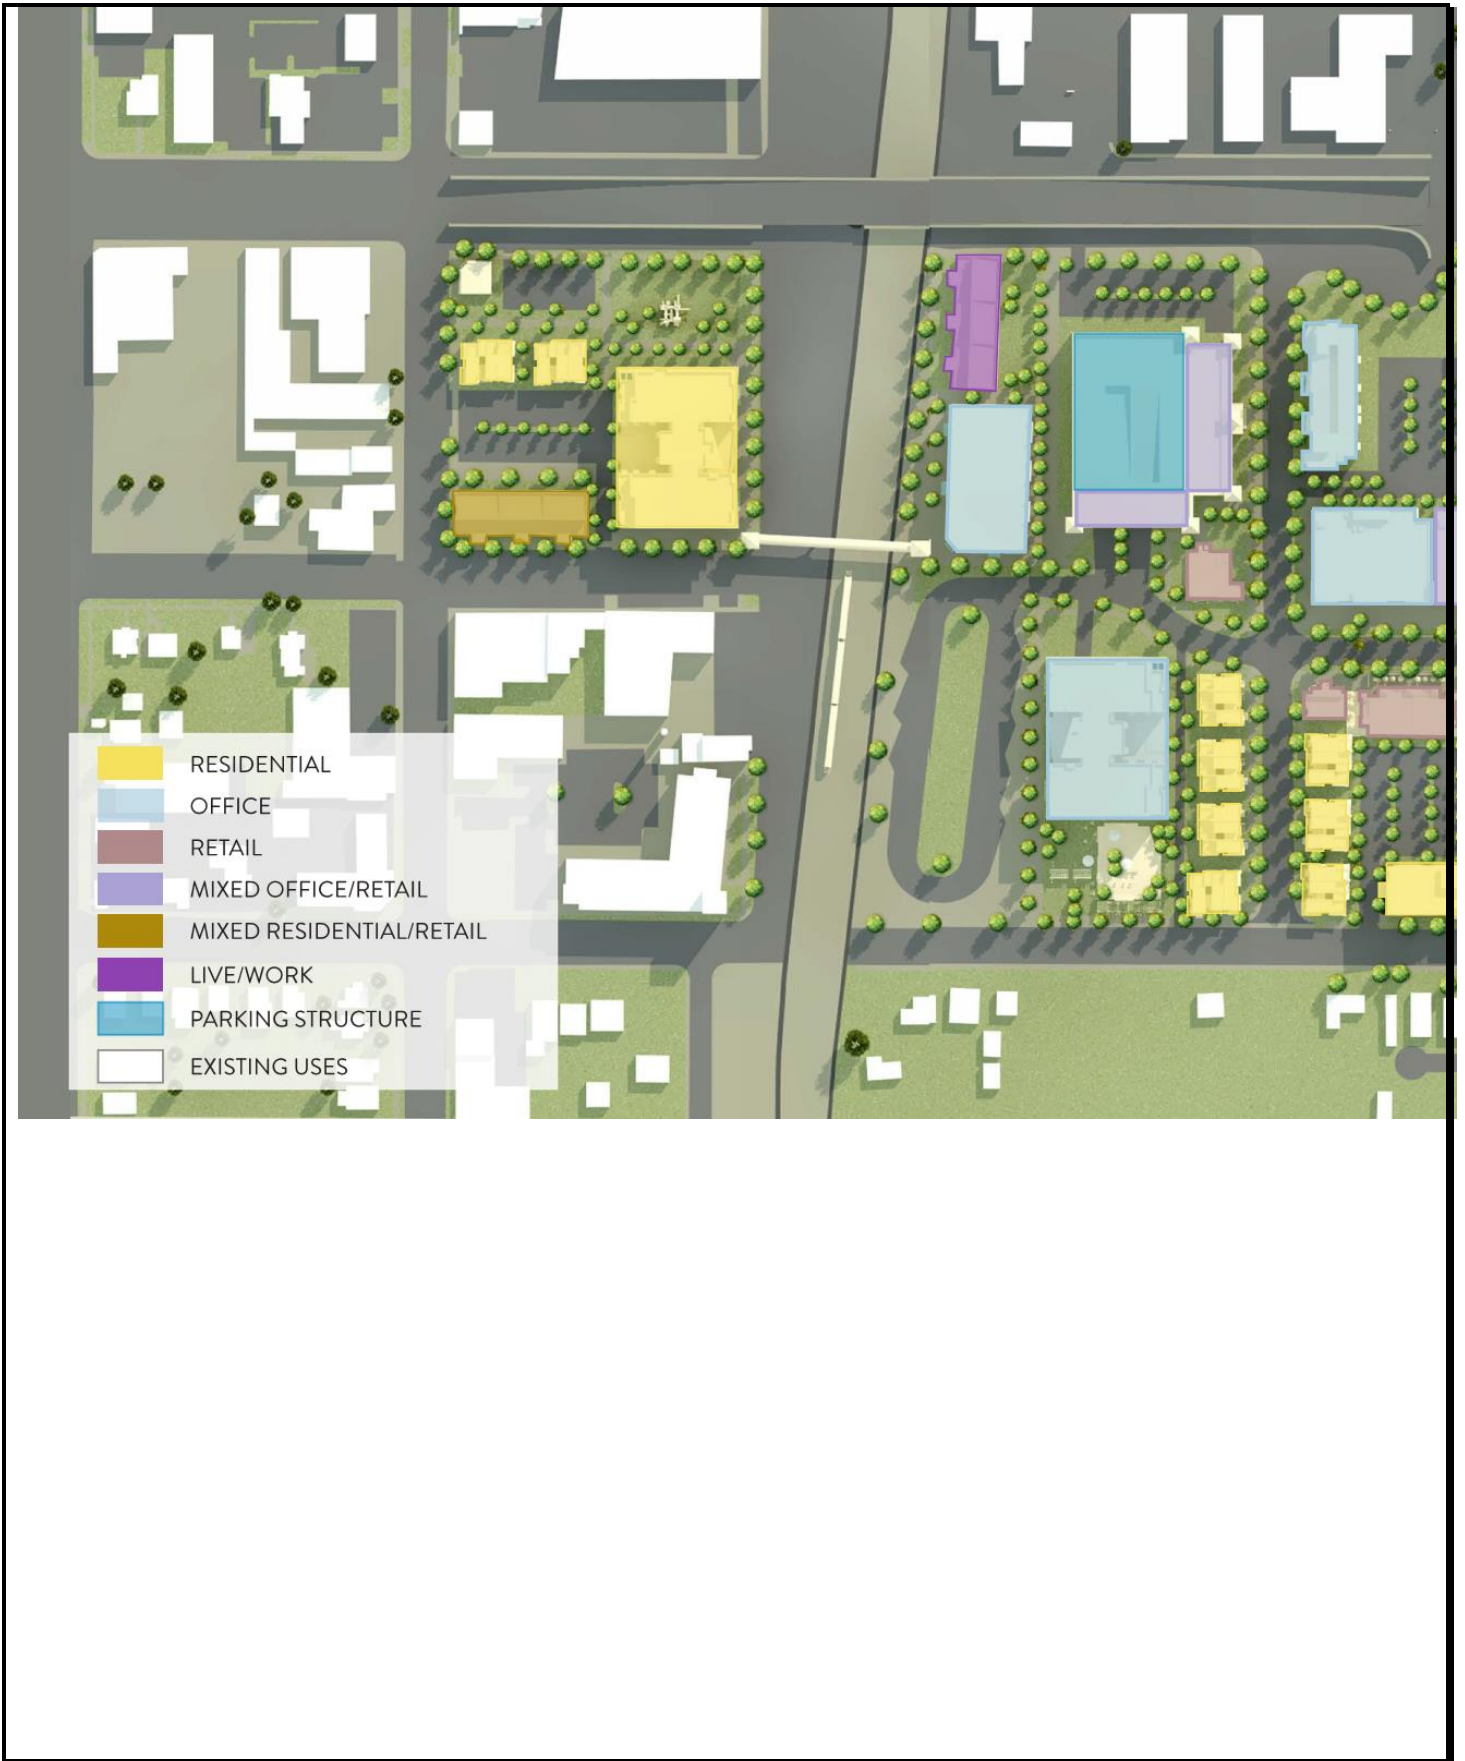 RESIDENTIAL
OFFICE
RETAIL
MIXED OFFICE/RETAIL
MIXED RESIDENTIAL/RETAIL
LIVE/WORK
PARKING STRUCTURE
EXISTING USES